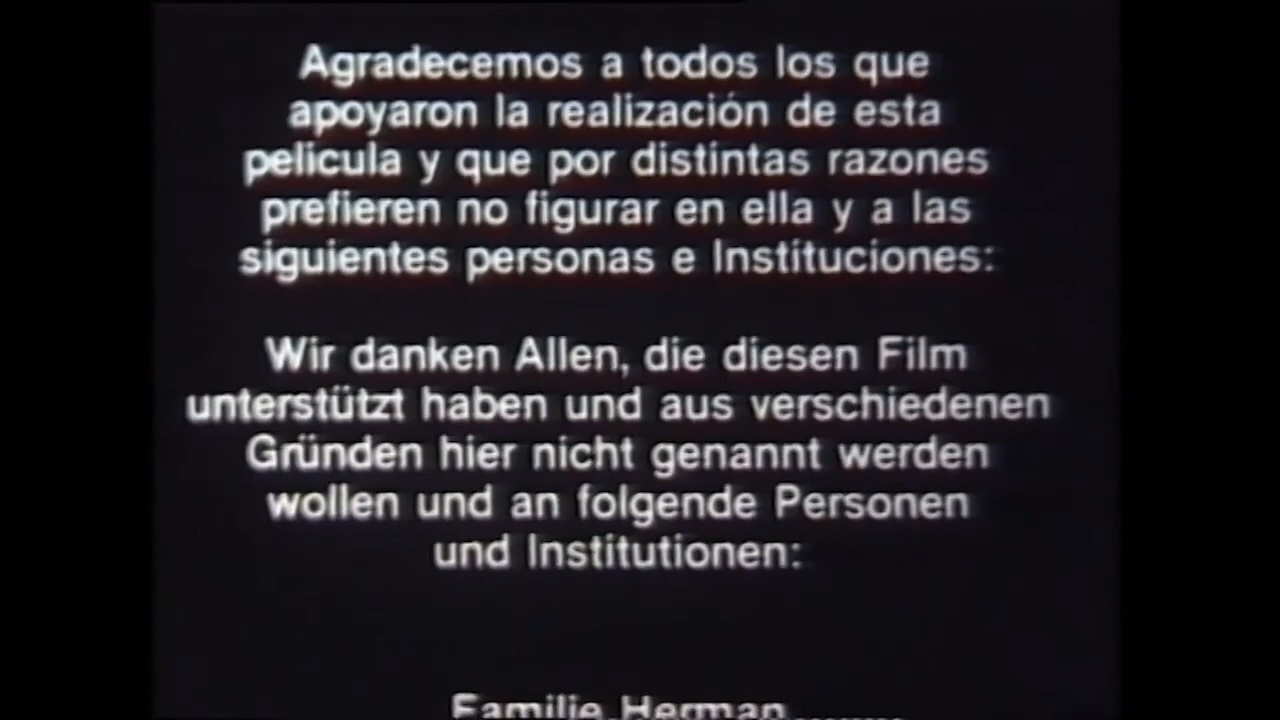 Agradecemos a todos los que
apoyaron la realización de esta
pelicula y que por distintas razones
prefieren no figurar en ella y a las
siguientes personas e Instituciones:
Wir danken Allen, die diesen Film
unterstützt haben und aus verschiedenen
Gründen hier nicht genannt werden
wollen und an folgende Personen
und Institutionen:
Familie Herman